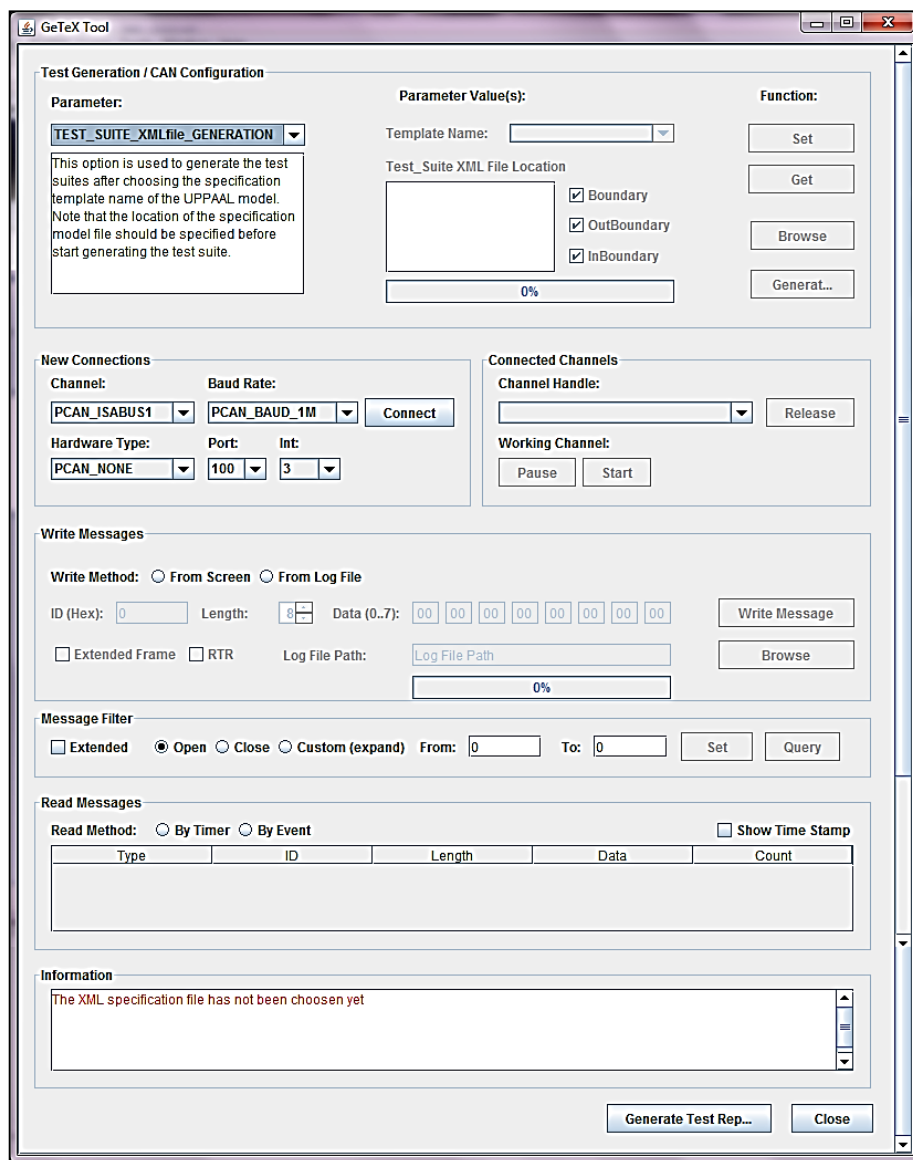 GeTeX Tool
Test Generation / CAN Configuration
Parameter:
Parameter Value(s):
Function:
TEST_SUITE_XMLfile_GENERATION
Template Name:
Set
This option is used to generate the test
suites after choosing the specification
template name of the UPPAAL model.
Note that the location of the specification
model file should be specified before
start generating the test suite.
Test_Suite XML File Location
Get
Boundary
OutBoundary
Browse
InBoundary
Generat...
0%
New Connections
Channel:
Baud Rate:
PCAN_ISABUS1
PCAN_BAUD_1M
Connect
Hardware Type:
Port:
Int:
PCAN_NONE
100
3
Connected Channels
Channel Handle:
Release
Working Channel:
Pause
Start
Write Messages
Write Method:
From Screen
From Log File
ID (Hex):
0
Length:
8
Data (0..7):
00 00 00 00 00 00 00 00
Write Message
Extended Frame
RTR
Log File Path:
Log File Path
Browse
0%
Message Filter
Extended
Open
Close
Custom (expand)
From:
0
To:
0
Set
Query
Read Messages
Read Method:
By Timer
By Event
Show Time Stamp
Type
ID
Length
Data
Count
Information
The XML specification file has not been choosen yet
Generate Test Rep...
Close